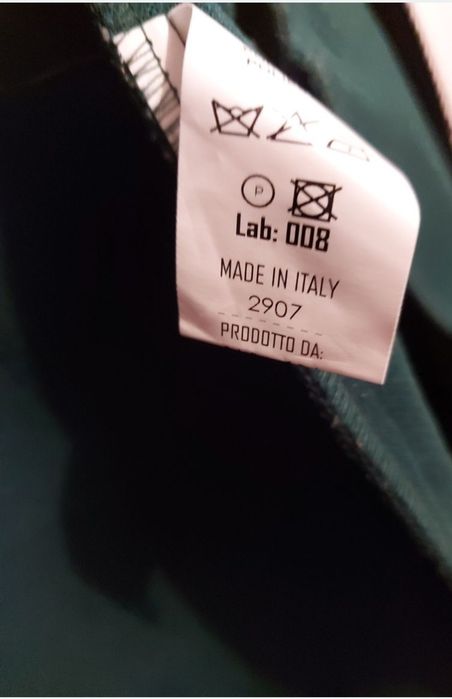 P
Lab: 008
MADE IN ITALY
2907
PRODOTTO DA: